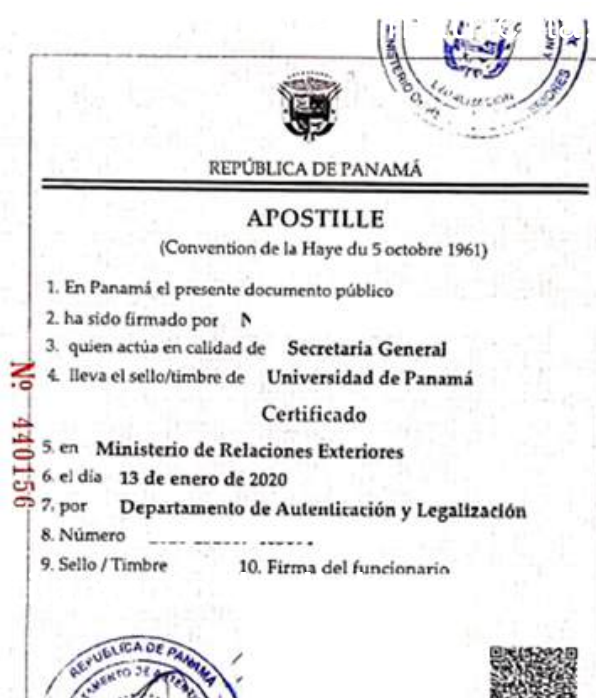 REPÚBLICA DE PANAMÁ
APOSTILLE
(Convention de la Haye du 5 octobre 1961)
1. En Panamá el presente documento público
2. ha sido firmado por N
3. quien actúa en calidad de Secretaria General
4. lleva el sello/timbre de Universidad de Panamá
Certificado
5. en Ministerio de Relaciones Exteriores
6. el día 13 de enero de 2020
7. por Departamento de Autenticación y Legalización
8. Número
9. Sello / Timbre 10. Firma del funcionario
Nº 440156
REPUBLICA DE PANAMA